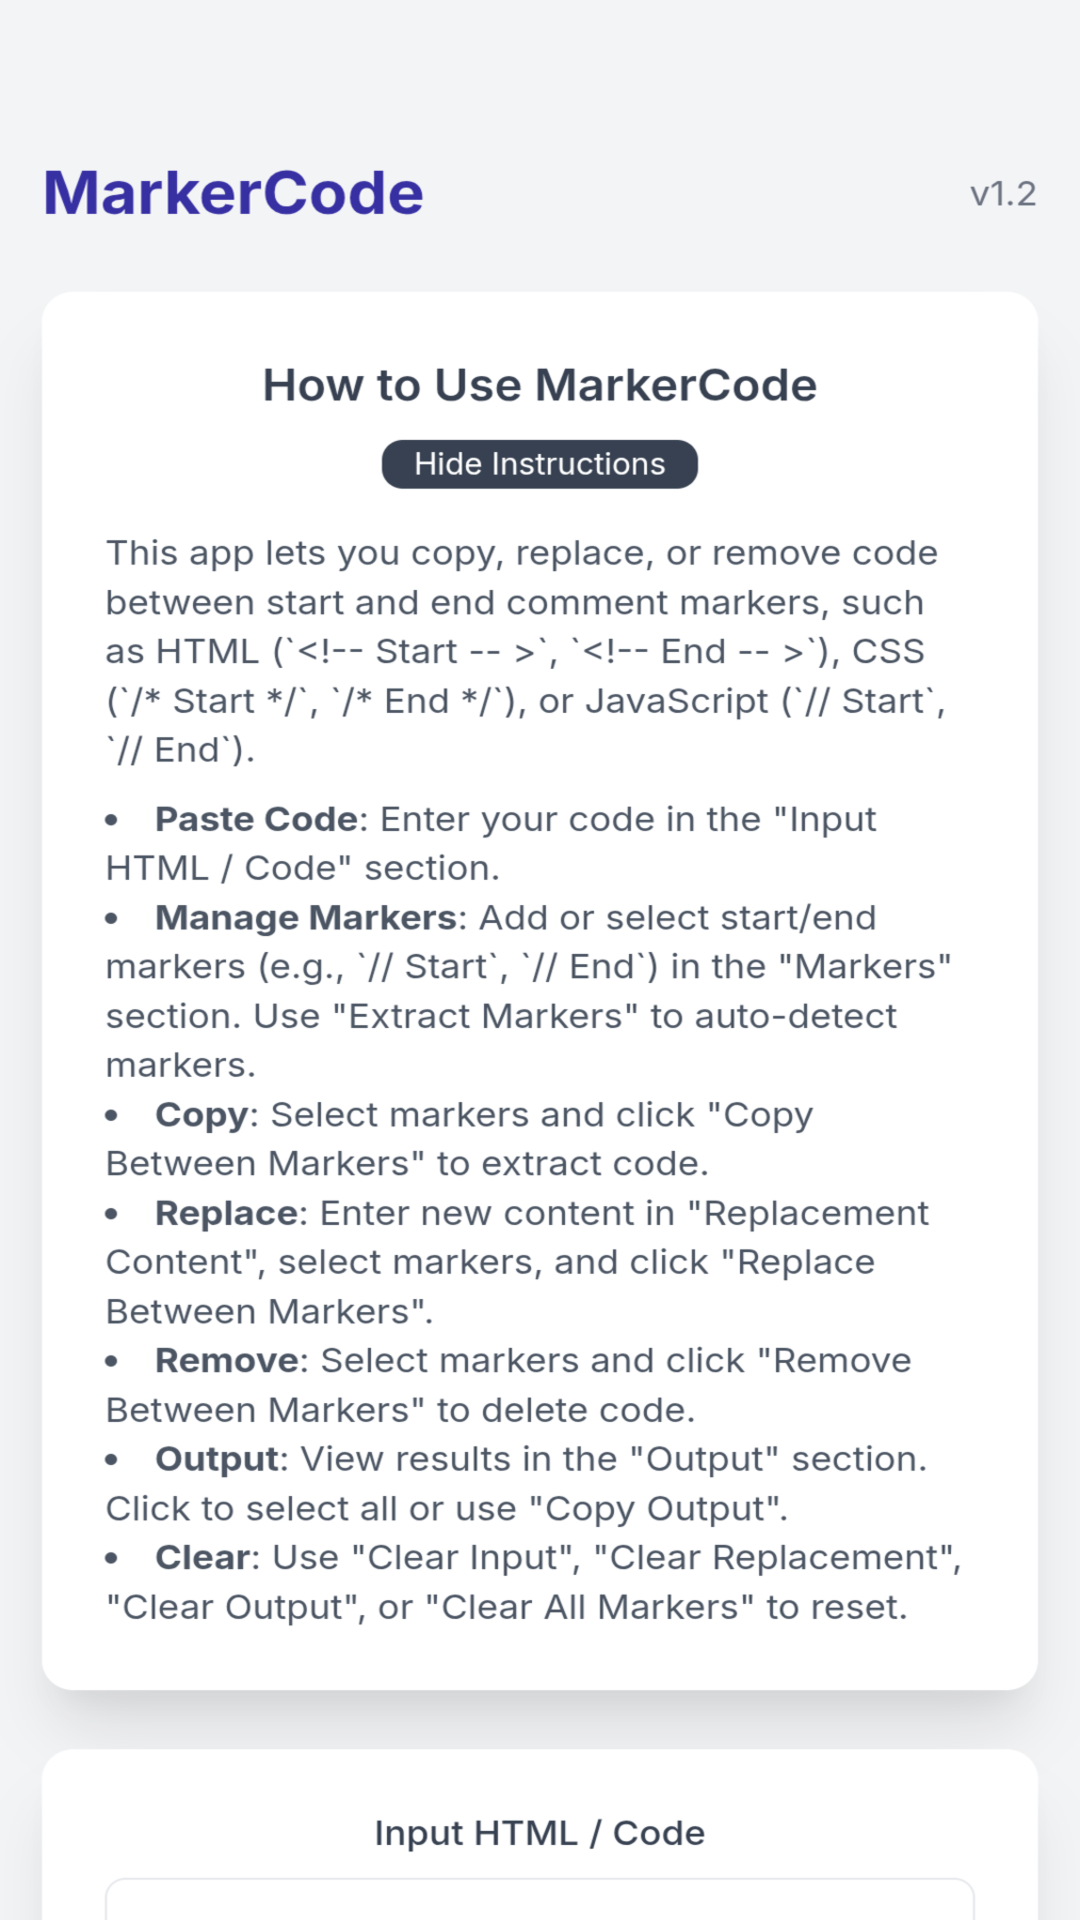 MarkerCode
v1.2
How to Use MarkerCode
Hide Instructions
This app lets you copy, replace, or remove code
between start and end comment markers, such
as HTML (`<!-- Start -- >`, `<!-- End -- >`), CSS
(`/* Start */`, `/* End */`), or JavaScript (`// Start`,
`// End`).
• Paste Code: Enter your code in the "Input
HTML / Code" section.
• Manage Markers: Add or select start/end
markers (e.g., `// Start`, `// End`) in the "Markers"
section. Use "Extract Markers" to auto-detect
markers.
• Copy: Select markers and click "Copy
Between Markers" to extract code.
• Replace: Enter new content in "Replacement
Content", select markers, and click "Replace
Between Markers".
• Remove: Select markers and click "Remove
Between Markers" to delete code.
• Output: View results in the "Output" section.
Click to select all or use "Copy Output".
• Clear: Use "Clear Input", "Clear Replacement",
"Clear Output", or "Clear All Markers" to reset.
Input HTML / Code